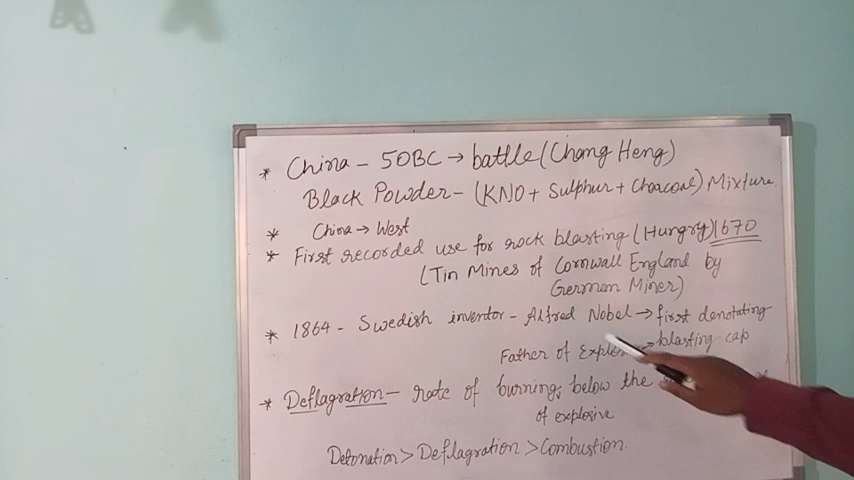 * China - 50BC → battle (Chang Heng)
Black Powder - (KNO + Sulphur + Charcoal) Mixture
* China → West
* First recorded use for rock blasting (Hungry) 1670
(Tin Mines of Cornwall England by
German Miner)
* 1864 - Swedish inventor - Alfred Nobel → first denotating
blasting cap
Father of
* Deflagration - rate of burning, below the
of explosive
Detonation > Deflagration > Combustion.